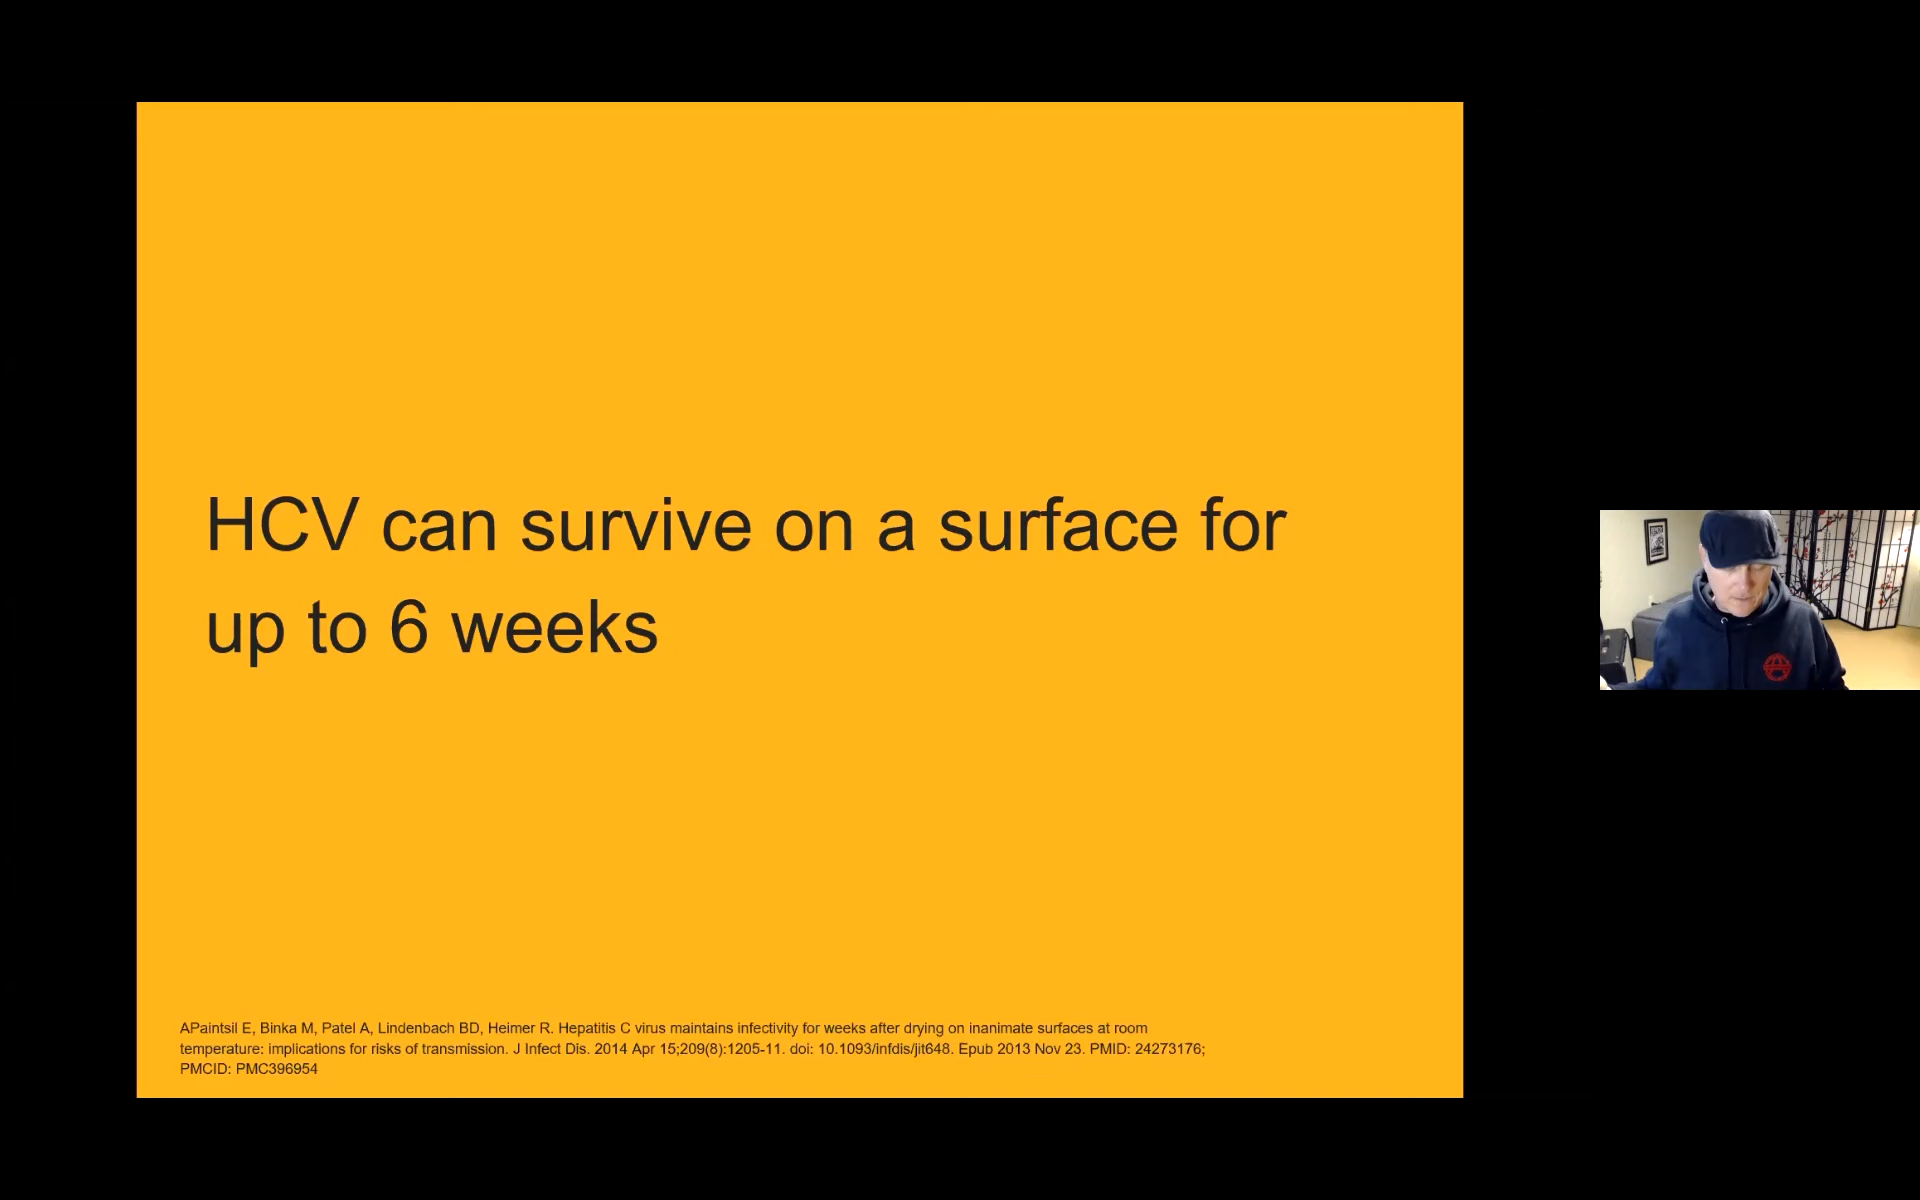 HCV can survive on a surface for
up to 6 weeks
APaintsil E, Binka M, Patel A, Lindenbach BD, Heimer R. Hepatitis C virus maintains infectivity for weeks after drying on inanimate surfaces at room
temperature: implications for risks of transmission. J Infect Dis. 2014 Apr 15;209(8):1205-11. doi: 10.1093/infdis/jit648. Epub 2013 Nov 23. PMID: 24273176;
PMCID: PMC396954